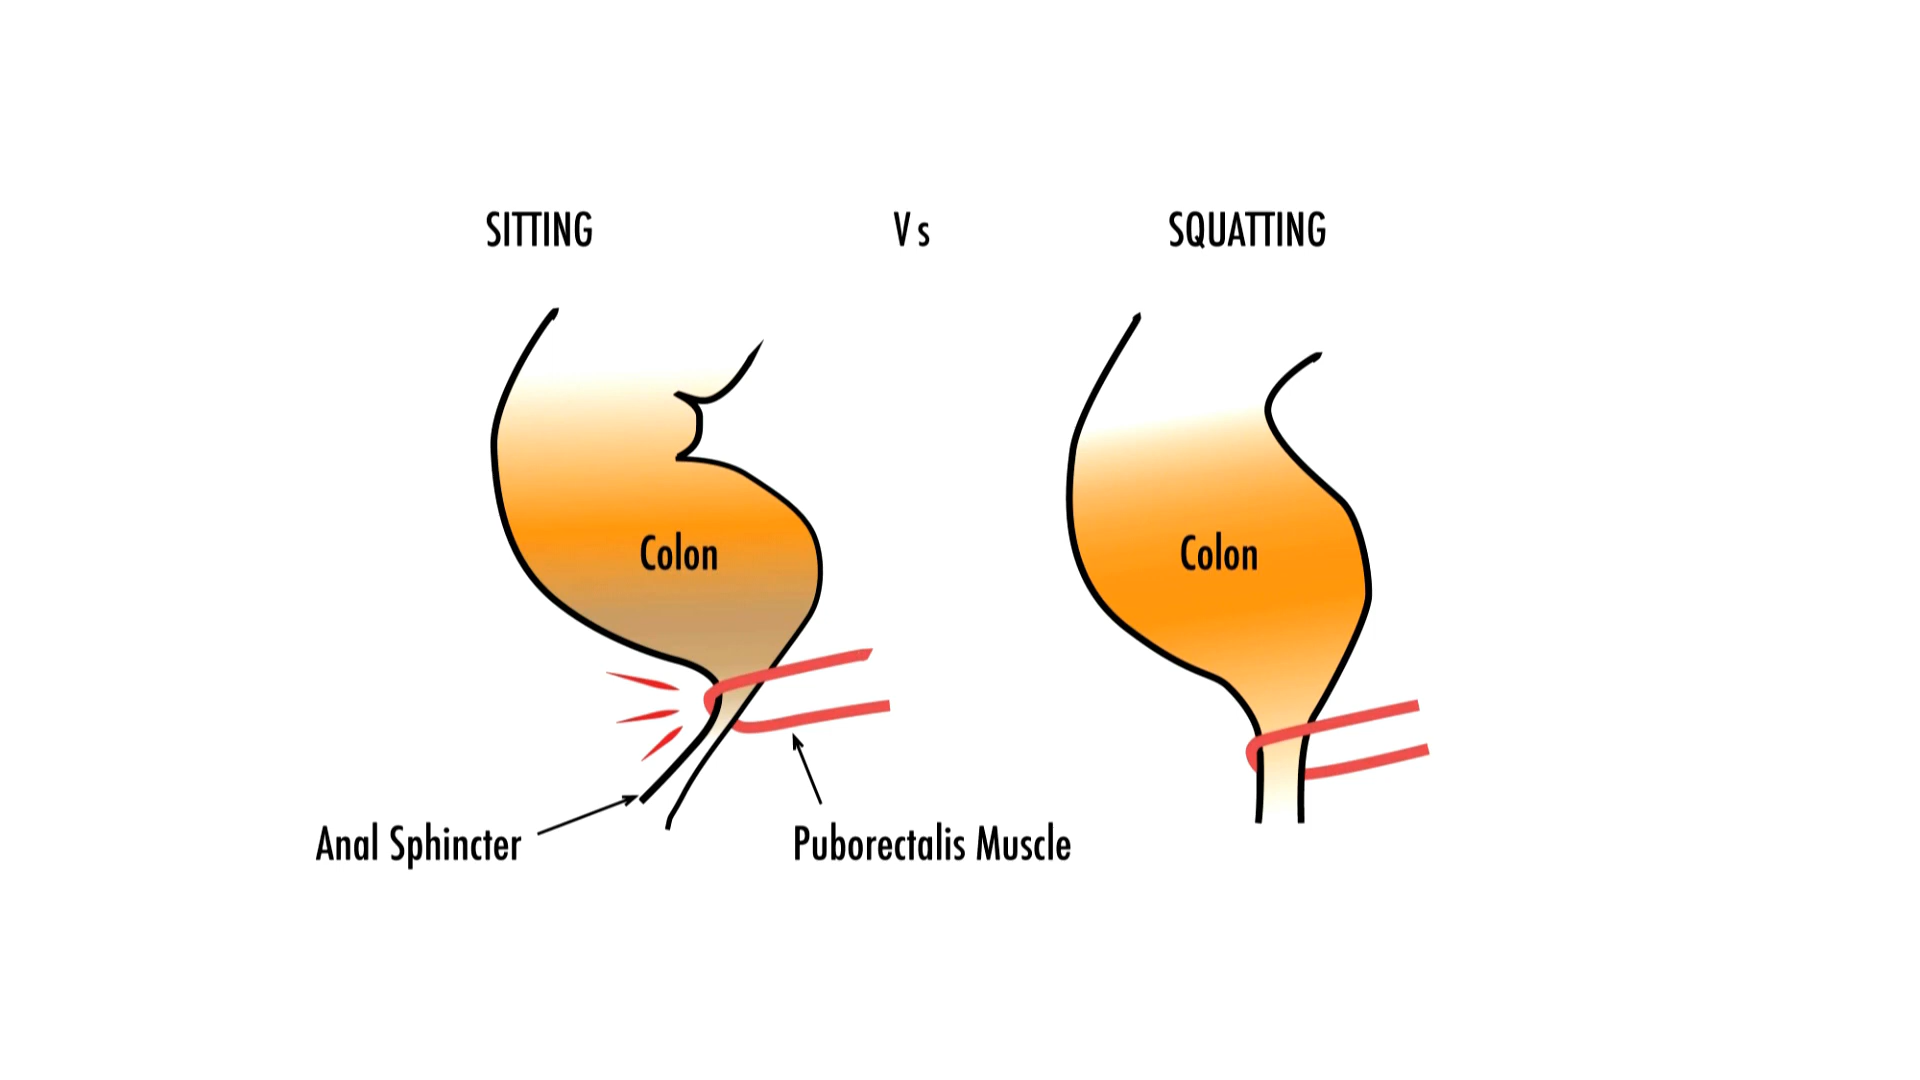 SITTING
Vs
SQUATTING
Colon
Colon
Anal Sphincter
Puborectalis Muscle